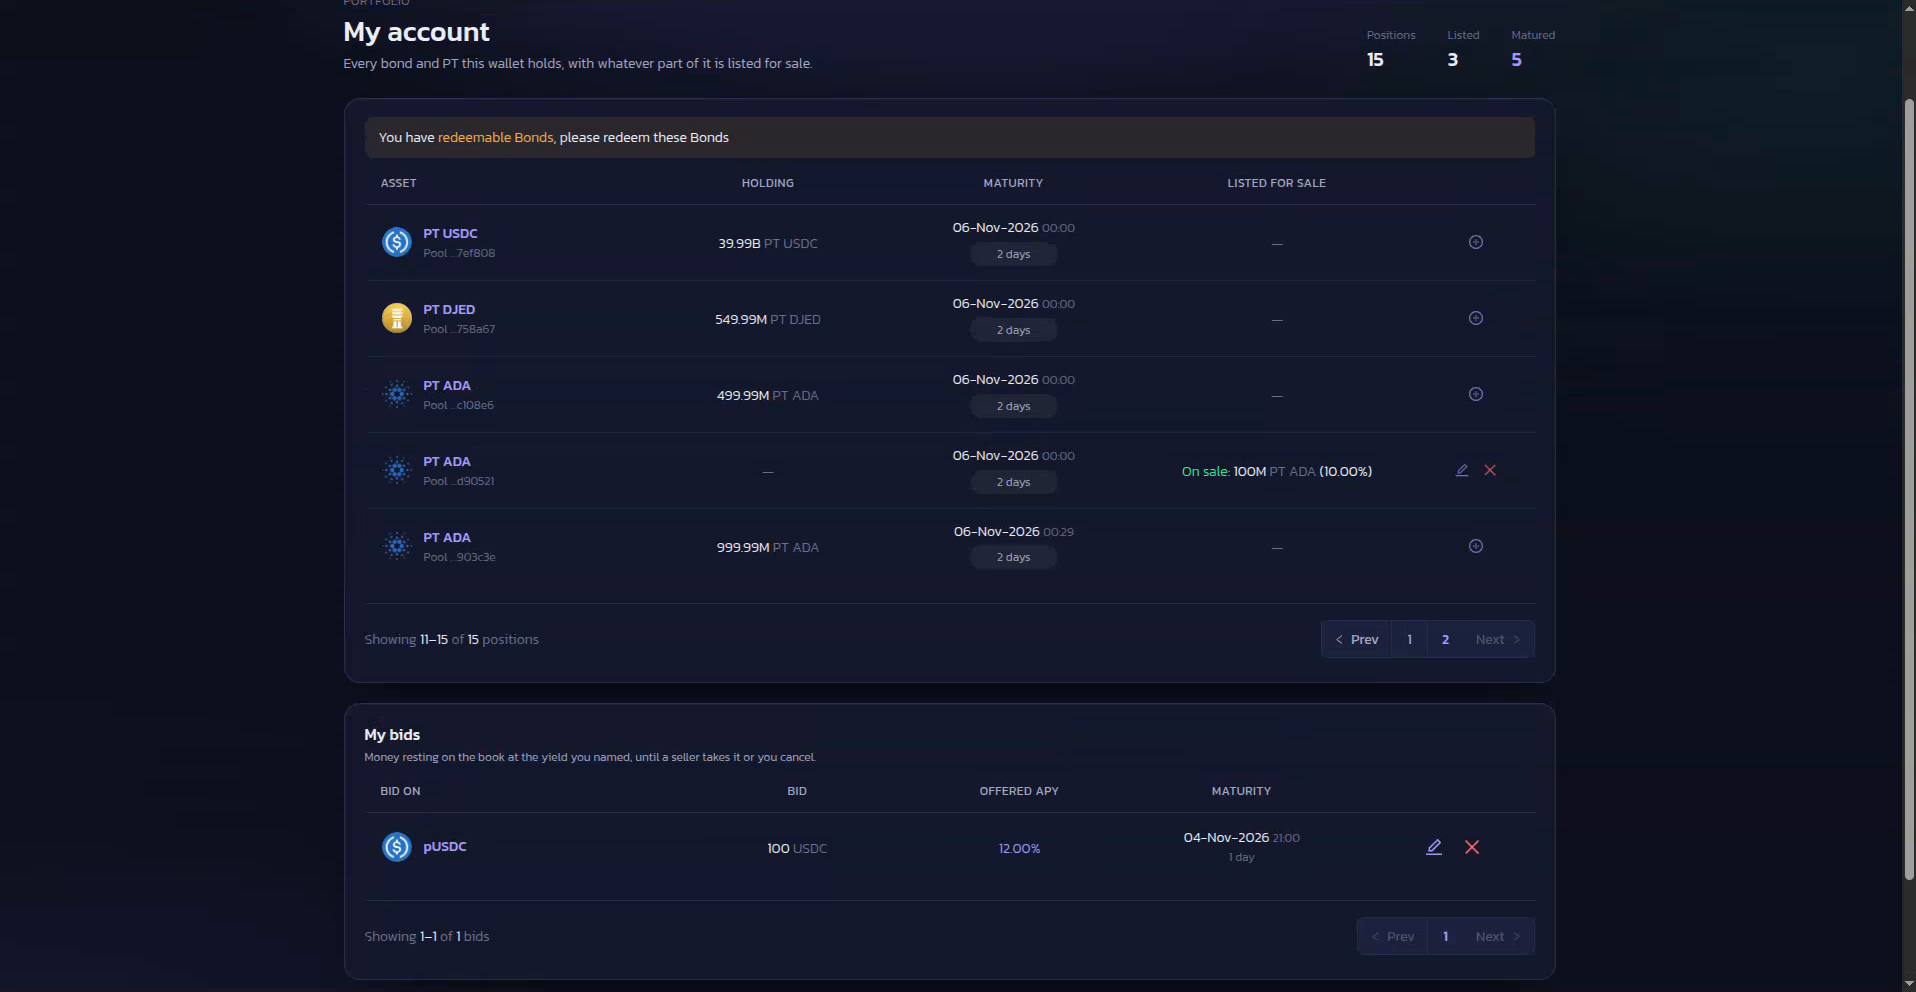 PORTFOLIO
My account
Every bond and PT this wallet holds, with whatever part of it is listed for sale.
Positions Listed Matured
15 3 5
You have redeemable Bonds, please redeem these Bonds
ASSET HOLDING MATURITY LISTED FOR SALE
PT USDC
Pool ...7ef808
39.99B PT USDC
06-Nov-2026 00:00
2 days
—
PT DJED
Pool ...758a67
549.99M PT DJED
06-Nov-2026 00:00
2 days
—
PT ADA
Pool ...c108e6
499.99M PT ADA
06-Nov-2026 00:00
2 days
—
PT ADA
Pool ...d90521
—
06-Nov-2026 00:00
2 days
On sale: 100M PT ADA (10.00%)
PT ADA
Pool ...903c3e
999.99M PT ADA
06-Nov-2026 00:29
2 days
—
Showing 11–15 of 15 positions
< Prev 1 2 Next >
My bids
Money resting on the book at the yield you named, until a seller takes it or you cancel.
BID ON BID OFFERED APY MATURITY
pUSDC
100 USDC
12.00%
04-Nov-2026 21:00
1 day
Showing 1–1 of 1 bids
< Prev 1 Next >